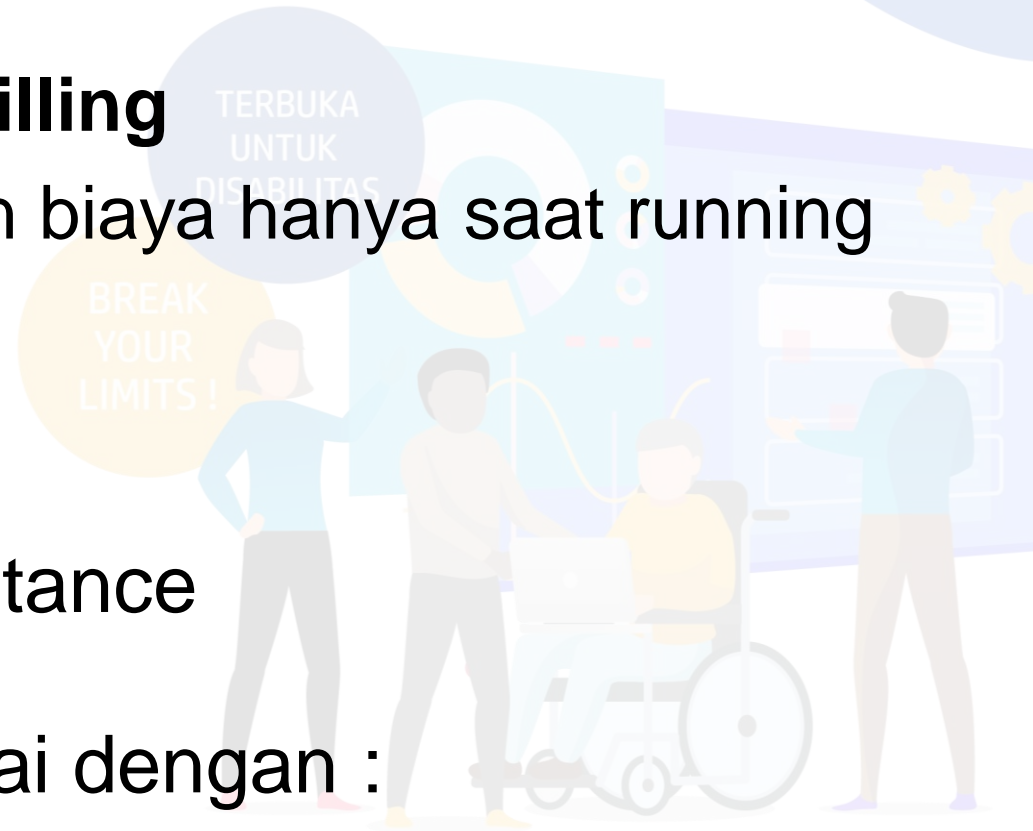 illing
TERBUKA
UNTUK
DISABILITAS
n biaya hanya saat running
BREAK
YOUR
LIMITS !
tance
ai dengan :